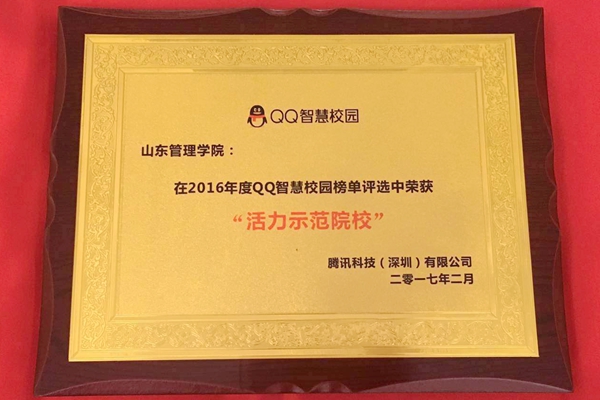 QQ智慧校园
山东管理学院：
在2016年度QQ智慧校园榜单评选中荣获
“活力示范院校”
腾讯科技（深圳）有限公司
二零一七年二月